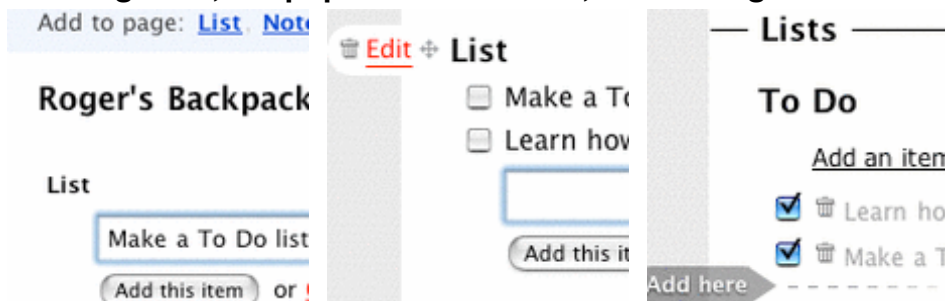 Add to page: List, Note
Roger's Backpack
List
Make a To Do list
Add this item or
Edit List
Make a To
Learn how
Add this it
Lists
To Do
Add an item
Learn ho
Make a T
Add here